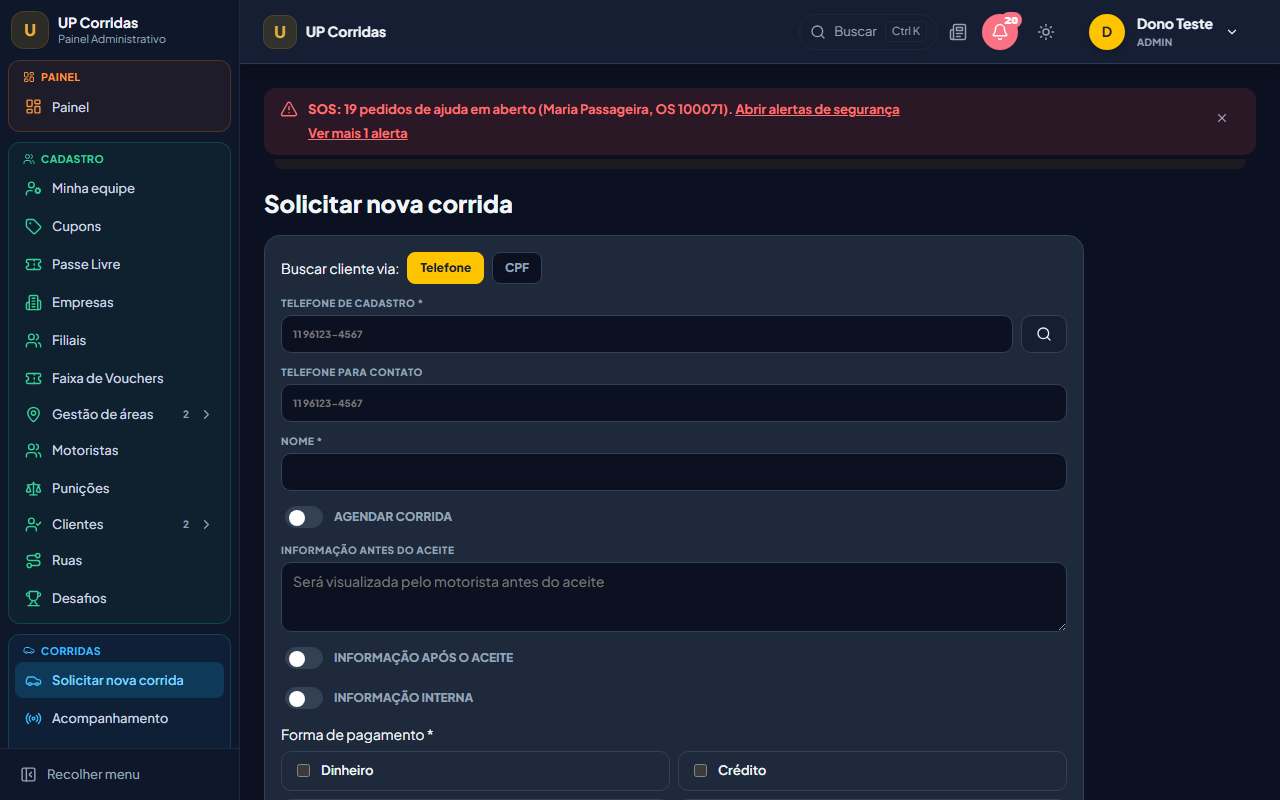 U
UP Corridas
Painel Administrativo
PAINEL
Painel
CADASTRO
Minha equipe
Cupons
Passe Livre
Empresas
Filiais
Faixa de Vouchers
Gestão de áreas 2
Motoristas
Punições
Clientes 2
Ruas
Desafios
CORRIDAS
Solicitar nova corrida
Acompanhamento
Recolher menu
U UP Corridas
Buscar Ctrl K
20
D
Dono Teste
ADMIN
SOS: 19 pedidos de ajuda em aberto (Maria Passageira, OS 100071). Abrir alertas de segurança
Ver mais 1 alerta
Solicitar nova corrida
Buscar cliente via: Telefone CPF
TELEFONE DE CADASTRO *
11 96123-4567
TELEFONE PARA CONTATO
11 96123-4567
NOME *
AGENDAR CORRIDA
INFORMAÇÃO ANTES DO ACEITE
Será visualizada pelo motorista antes do aceite
INFORMAÇÃO APÓS O ACEITE
INFORMAÇÃO INTERNA
Forma de pagamento *
Dinheiro Crédito